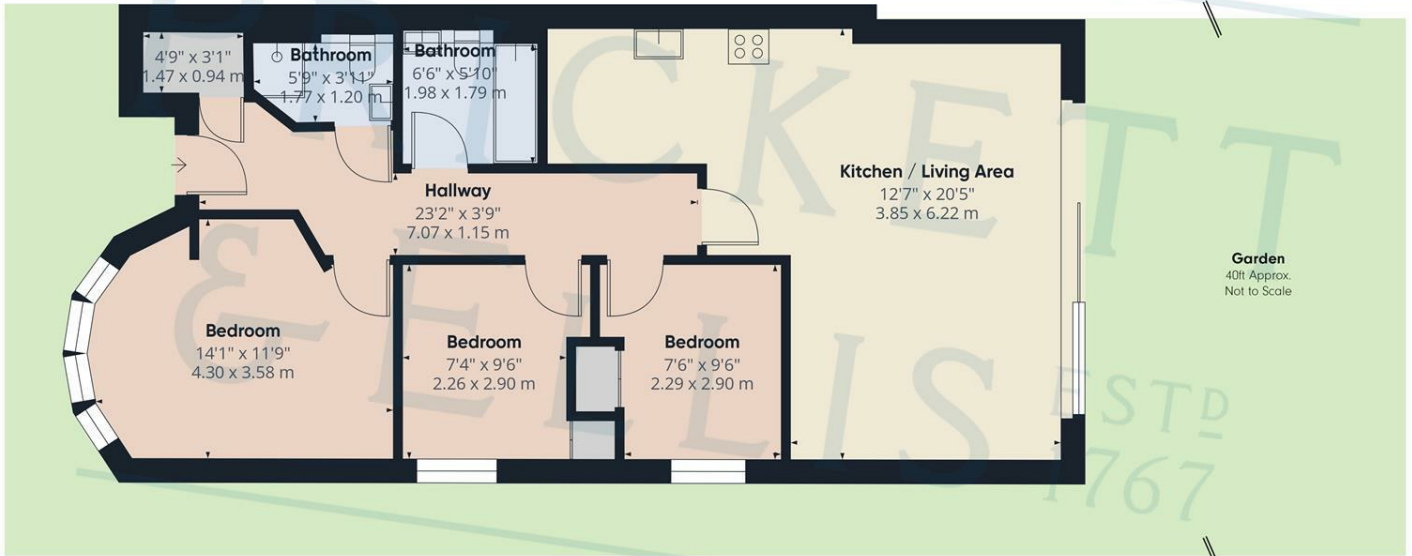 4'9" x 3'1"
1.47 x 0.94 m
Bathroom
5'9" x 3'11"
1.77 x 1.20 m
Bathroom
6'6" x 5'10"
1.98 x 1.79 m
Kitchen / Living Area
12'7" x 20'5"
3.85 x 6.22 m
Hallway
23'2" x 3'9"
7.07 x 1.15 m
Garden
40ft Approx.
Not to Scale
Bedroom
14'1" x 11'9"
4.30 x 3.58 m
Bedroom
7'4" x 9'6"
2.26 x 2.90 m
Bedroom
7'6" x 9'6"
2.29 x 2.90 m
PRICKETT
& ELLIS
ESTD
1767